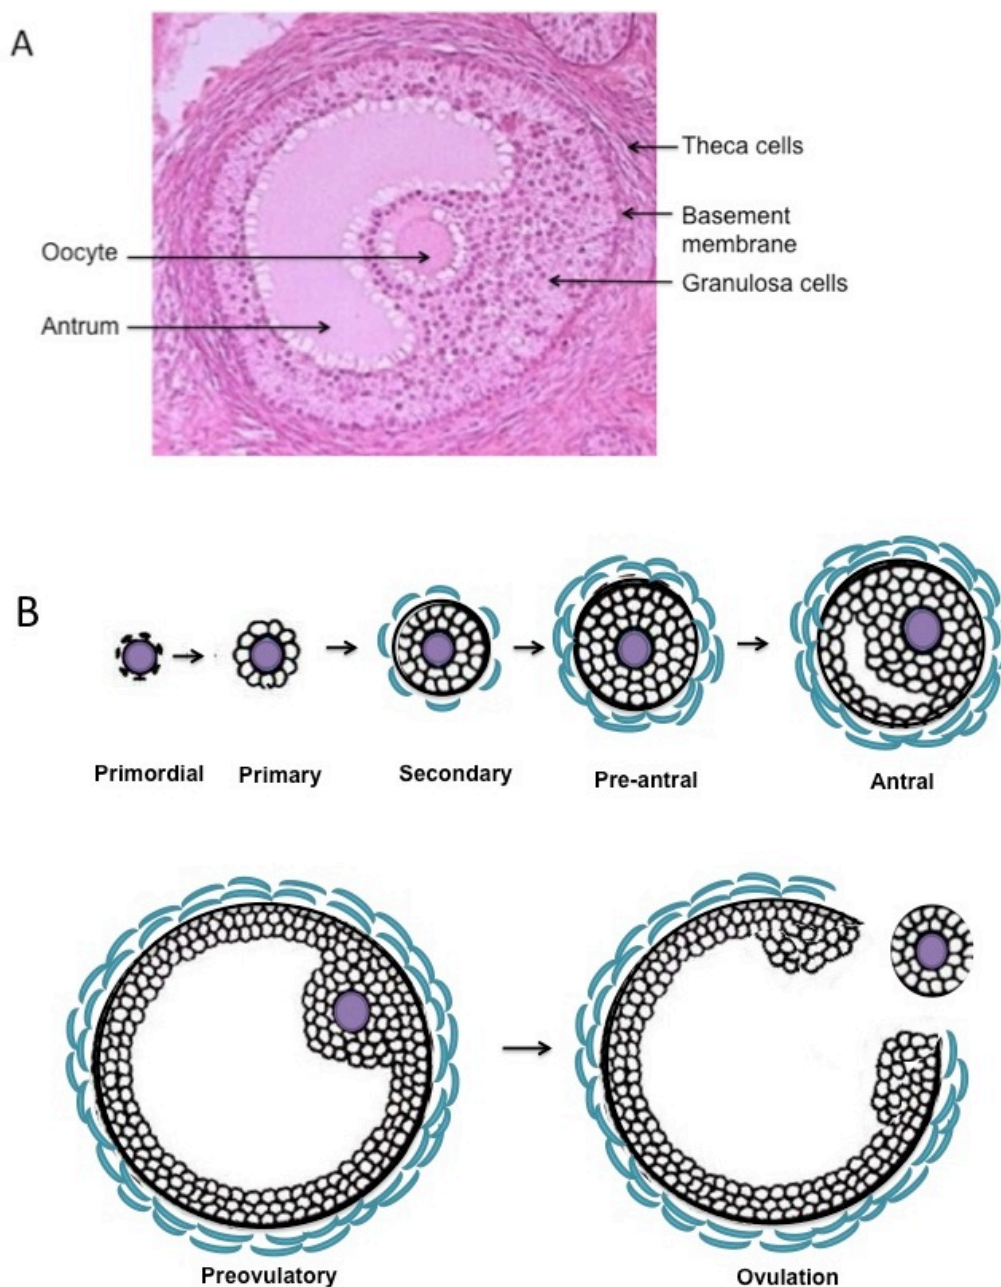 A
Theca cells
Basement
membrane
Oocyte
Granulosa cells
Antrum
B
Primordial
Primary
Secondary
Pre-antral
Antral
Preovulatory
Ovulation